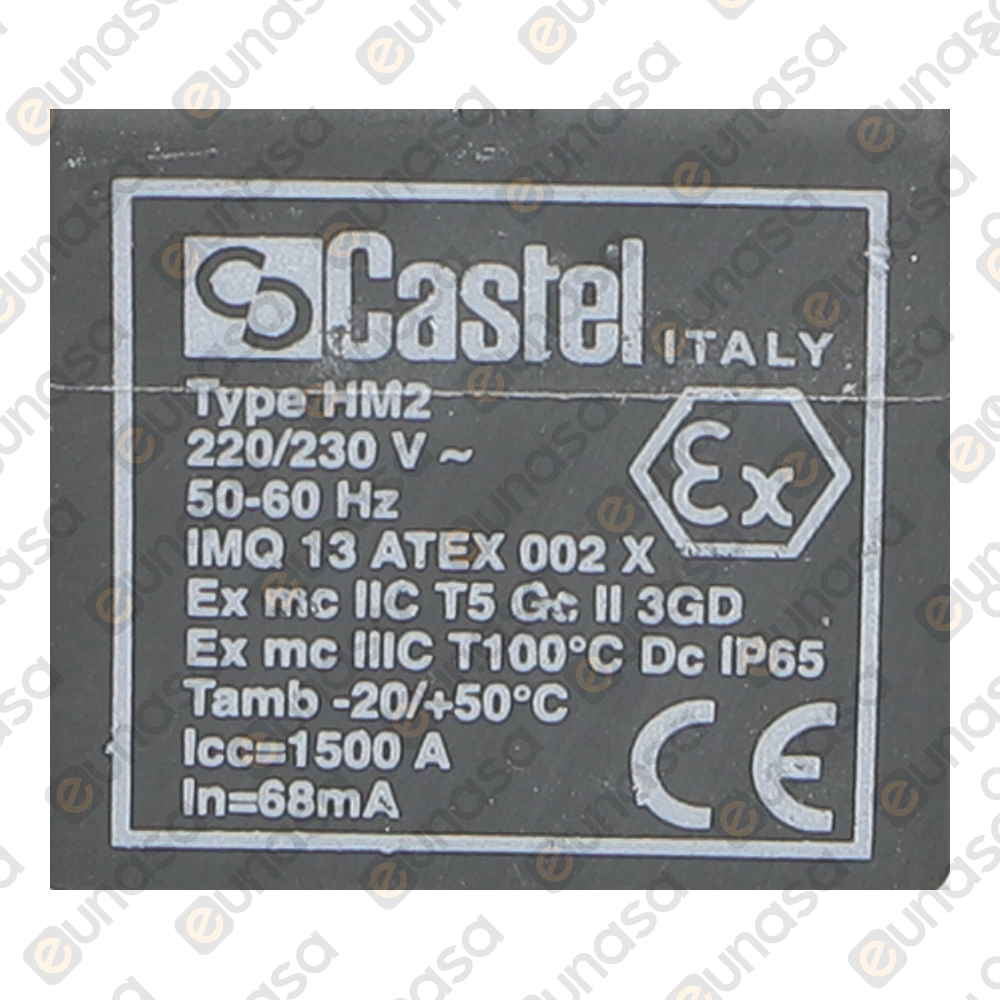 Castel ITALY
Type HM2
220/230 V ~
50-60 Hz
IMQ 13 ATEX 002 X
Ex mc IIC T5 Gc II 3GD
Ex mc IIIC T100°C Dc IP65
Tamb -20/+50°C
Icc=1500 A
In=68mA
Ex
CE
eunasa